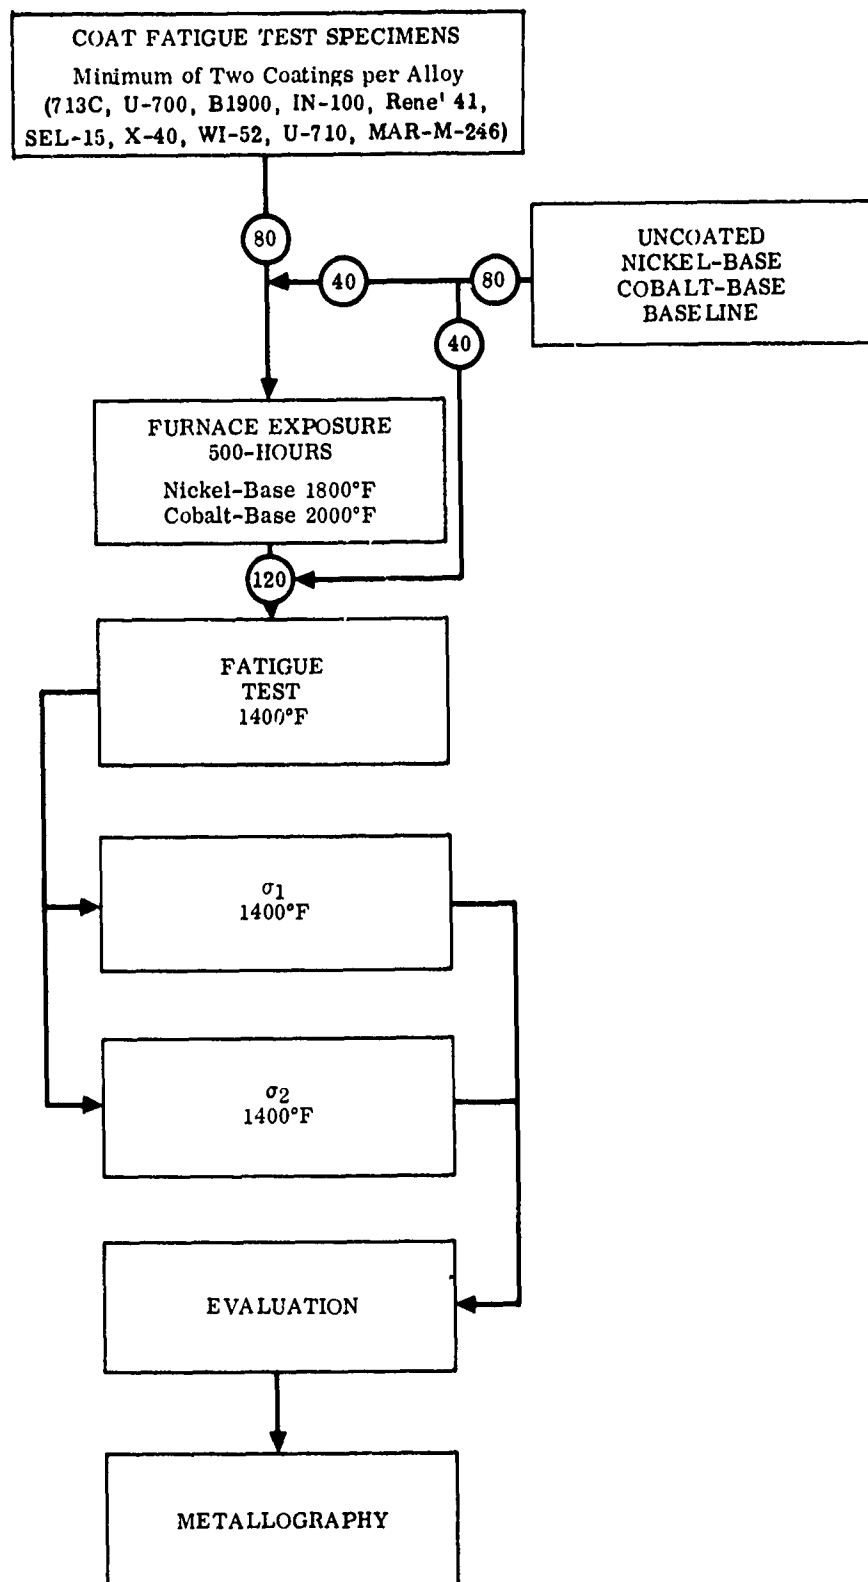 COAT FATIGUE TEST SPECIMENS
Minimum of Two Coatings per Alloy
(713C, U-700, B1900, IN-100, Rene' 41,
SEL-15, X-40, WI-52, U-710, MAR-M-246)
80
40
80
UNCOATED
NICKEL-BASE
COBALT-BASE
BASELINE
40
FURNACE EXPOSURE
500-HOURS
Nickel-Base 1800°F
Cobalt-Base 2000°F
120
FATIGUE
TEST
1400°F
σ1
1400°F
σ2
1400°F
EVALUATION
METALLOGRAPHY